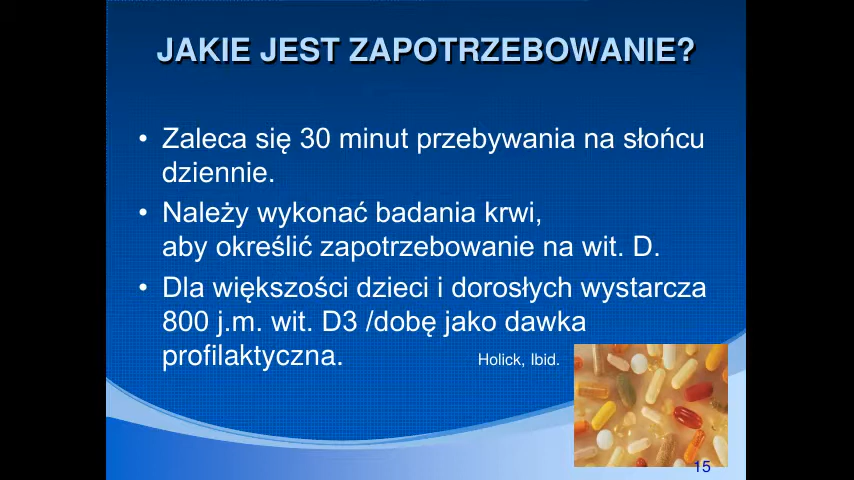 JAKIE JEST ZAPOTRZEBOWANIE?
• Zaleca się 30 minut przebywania na słońcu
dziennie.
• Należy wykonać badania krwi,
aby określić zapotrzebowanie na wit. D.
• Dla większości dzieci i dorosłych wystarcza
800 j.m. wit. D3 /dobę jako dawka
profilaktyczna.
Holick, Ibid.
15